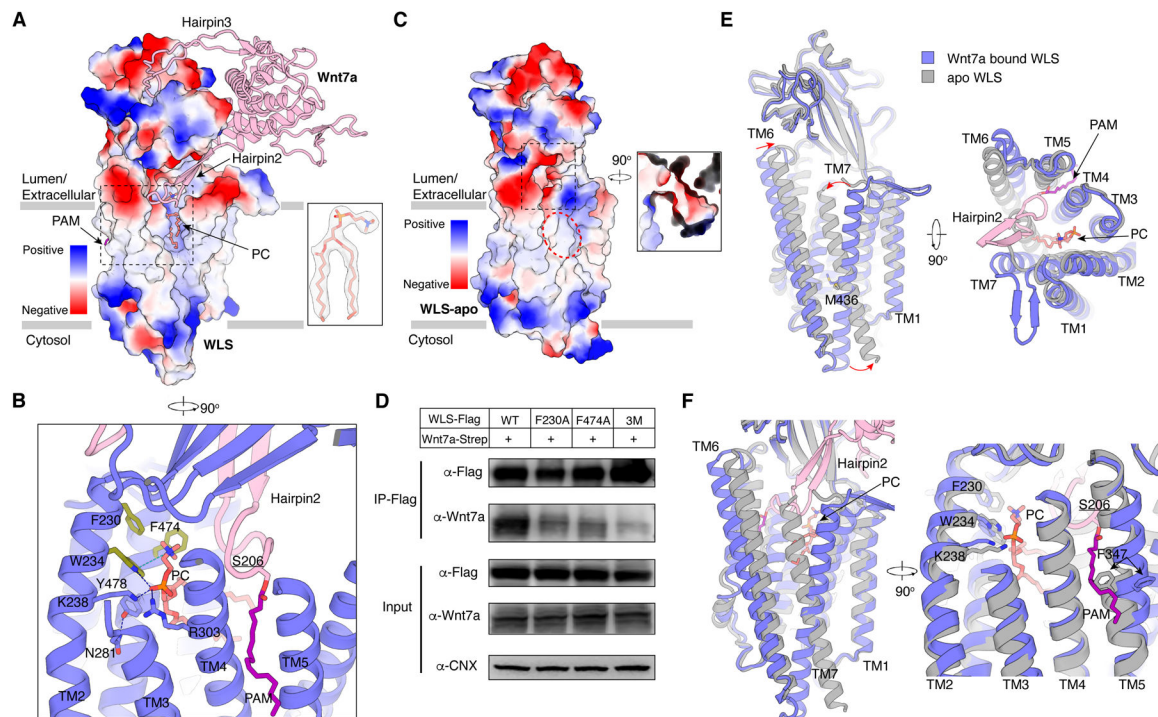 A
Hairpin3
Wnt7a
Hairpin2
Lumen/
Extracellular
PAM
Positive
Negative
PC
Cytosol
WLS
C
90°
Lumen/
Extracellular
Positive
Negative
WLS-apo
Cytosol
E
Wnt7a bound WLS
apo WLS
TM6
TM7
M436
TM1
90°
PAM
TM6
TM5
TM4
TM3
Hairpin2
PC
TM7
TM2
TM1
B
90°
Hairpin2
F230
F474
W234
S206
PC
Y478
K238
R303
N281
TM4
TM5
TM2
TM3
PAM
D
WLS-Flag WT F230A F474A 3M
Wnt7a-Strep + + + +
IP-Flag
α-Flag
α-Wnt7a
Input
α-Flag
α-Wnt7a
α-CNX
F
TM6
Hairpin2
PC
TM1
TM7
90°
F230
PC
S206
W234
K238
F347
PAM
TM2 TM3 TM4 TM5